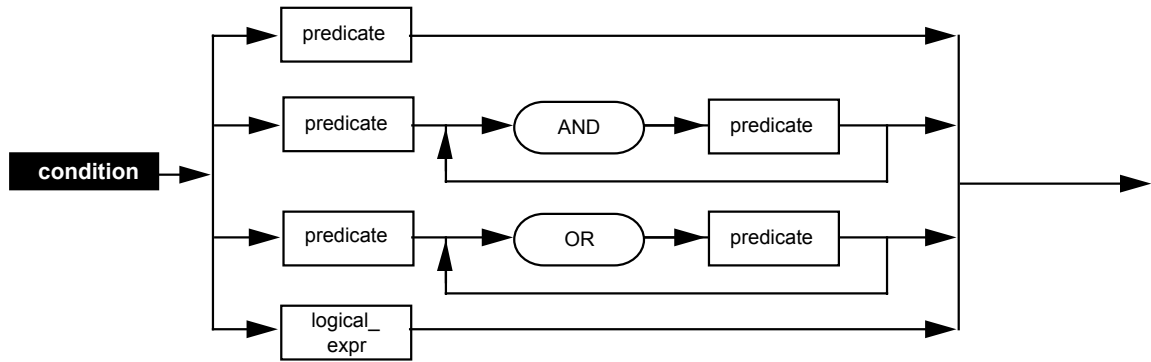 predicate
predicate AND predicate
condition
predicate OR predicate
logical_
expr